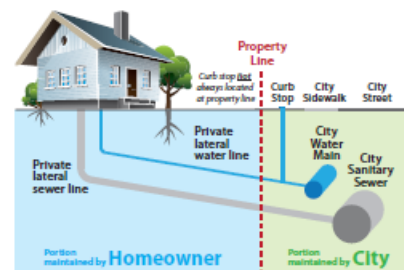 Property
Line
Curb stop not
always located
at property line
Curb
Stop
City
Sidewalk
City
Street
Private
lateral
water line
City
Water
Main
City
Sanitary
Sewer
Private
lateral
sewer line
Portion
maintained by Homeowner
Portion
maintained by City